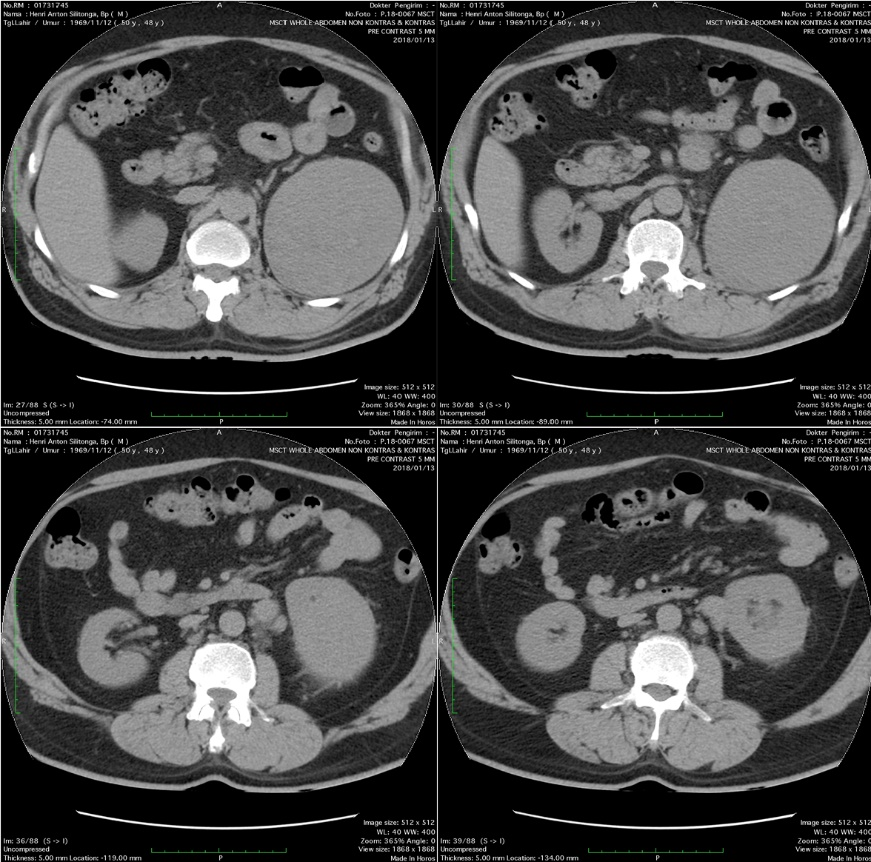 No.RM : 01731745
Nama : Henri Anton Silitonga, Bp ( M )
Tgl.Lahir / Umur : 1969/11/12 ( 50 y , 48 y )
A
Dokter Pengirim : -
No.Foto : P.18-0067 MSCT
MSCT WHOLE ABDOMEN NON KONTRAS & KONTRAS
PRE CONTRAST 5 MM
2018/01/13
R
L
Im: 27/88 S (S -> I)
Uncompressed
Thickness: 5.00 mm Location: -74.00 mm
P
Image size: 512 x 512
WL: 40 WW: 400
Zoom: 365% Angle: 0
View size: 1868 x 1868
Made In Horos
No.RM : 01731745
Nama : Henri Anton Silitonga, Bp ( M )
Tgl.Lahir / Umur : 1969/11/12 ( 50 y , 48 y )
A
Dokter Pengirim : -
No.Foto : P.18-0067 MSCT
MSCT WHOLE ABDOMEN NON KONTRAS & KONTRAS
PRE CONTRAST 5 MM
2018/01/13
R
Im: 30/88 S (S -> I)
Uncompressed
Thickness: 5.00 mm Location: -89.00 mm
P
Image size: 512 x 512
WL: 40 WW: 400
Zoom: 365% Angle: 0
View size: 1868 x 1868
Made In Horos
No.RM : 01731745
Nama : Henri Anton Silitonga, Bp ( M )
Tgl.Lahir / Umur : 1969/11/12 ( 50 y , 48 y )
A
Dokter Pengirim : -
No.Foto : P.18-0067 MSCT
MSCT WHOLE ABDOMEN NON KONTRAS & KONTRAS
PRE CONTRAST 5 MM
2018/01/13
Im: 36/88 (S -> I)
Uncompressed
Thickness: 5.00 mm Location: -119.00 mm
P
Image size: 512 x 512
WL: 40 WW: 400
Zoom: 365% Angle: 0
View size: 1868 x 1868
Made In Horos
No.RM : 01731745
Nama : Henri Anton Silitonga, Bp ( M )
Tgl.Lahir / Umur : 1969/11/12 ( 50 y , 48 y )
A
Dokter Pengirim : -
No.Foto : P.18-0067 MSCT
MSCT WHOLE ABDOMEN NON KONTRAS & KONTRAS
PRE CONTRAST 5 MM
2018/01/13
Im: 39/88 (S -> I)
Uncompressed
Thickness: 5.00 mm Location: -134.00 mm
P
Image size: 512 x 512
WL: 40 WW: 400
Zoom: 365% Angle: 0
View size: 1868 x 1868
Made In Horos